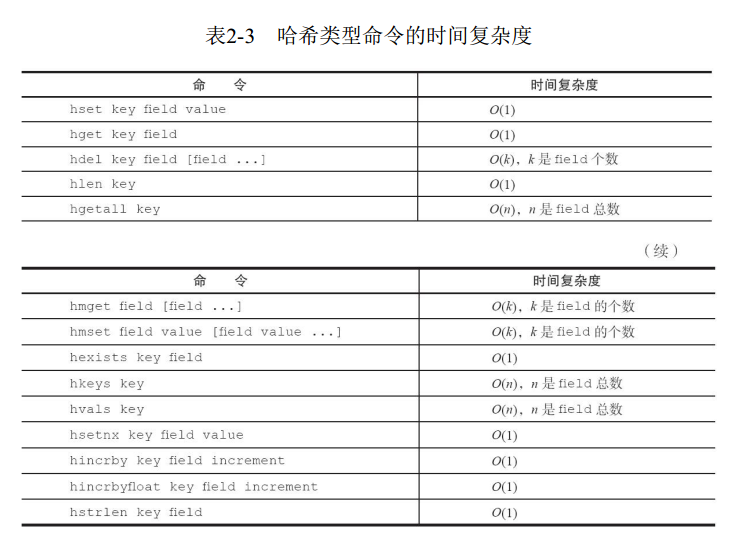 表2-3 哈希类型命令的时间复杂度
命 令 时间复杂度
hset key field value O(1)
hget key field O(1)
hdel key field [field ...] O(k)，k 是 field 个数
hlen key O(1)
hgetall key O(n)，n 是 field 总数
（续）
命 令 时间复杂度
hmget field [field ...] O(k)，k 是 field 的个数
hmset field value [field value ...] O(k)，k 是 field 的个数
hexists key field O(1)
hkeys key O(n)，n 是 field 总数
hvals key O(n)，n 是 field 总数
hsetnx key field value O(1)
hincrby key field increment O(1)
hincrbyfloat key field increment O(1)
hstrlen key field O(1)